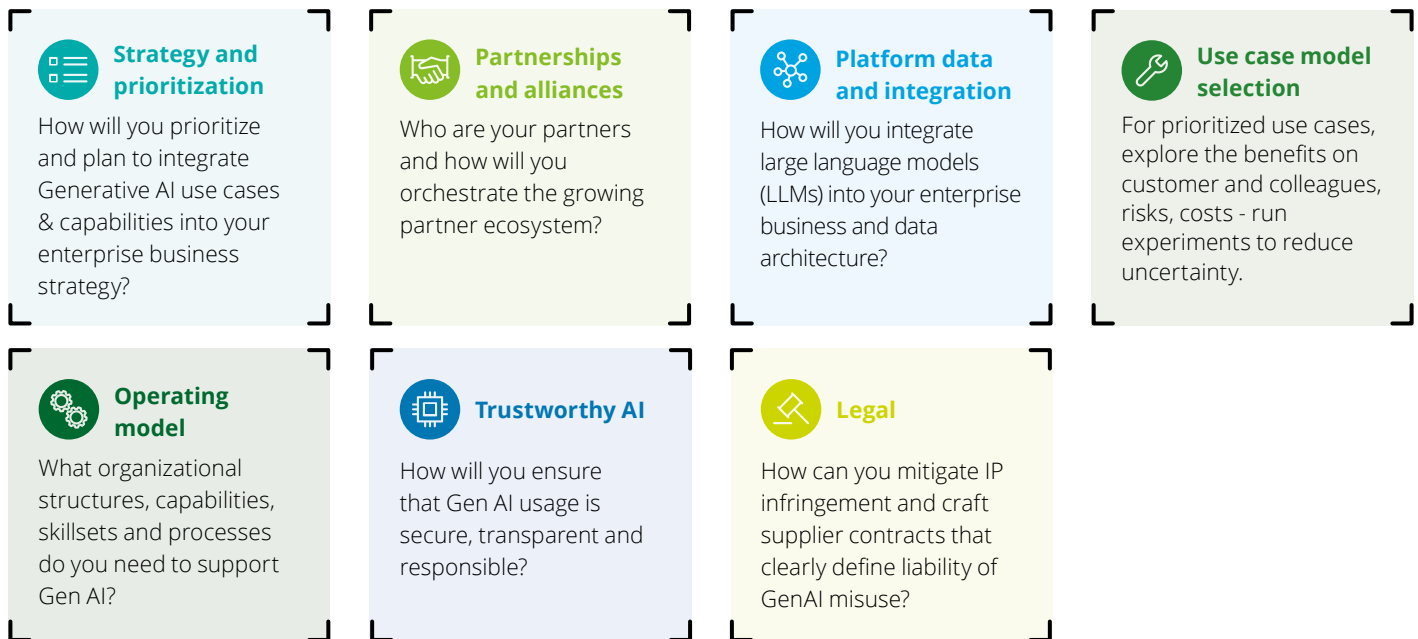 Strategy and
prioritization
How will you prioritize
and plan to integrate
Generative AI use cases
& capabilities into your
enterprise business
strategy?
Partnerships
and alliances
Who are your partners
and how will you
orchestrate the growing
partner ecosystem?
Platform data
and integration
How will you integrate
large language models
(LLMs) into your enterprise
business and data
architecture?
Use case model
selection
For prioritized use cases,
explore the benefits on
customer and colleagues,
risks, costs - run
experiments to reduce
uncertainty.
Operating
model
What organizational
structures, capabilities,
skillsets and processes
do you need to support
Gen AI?
Trustworthy AI
How will you ensure
that Gen AI usage is
secure, transparent and
responsible?
Legal
How can you mitigate IP
infringement and craft
supplier contracts that
clearly define liability of
GenAI misuse?